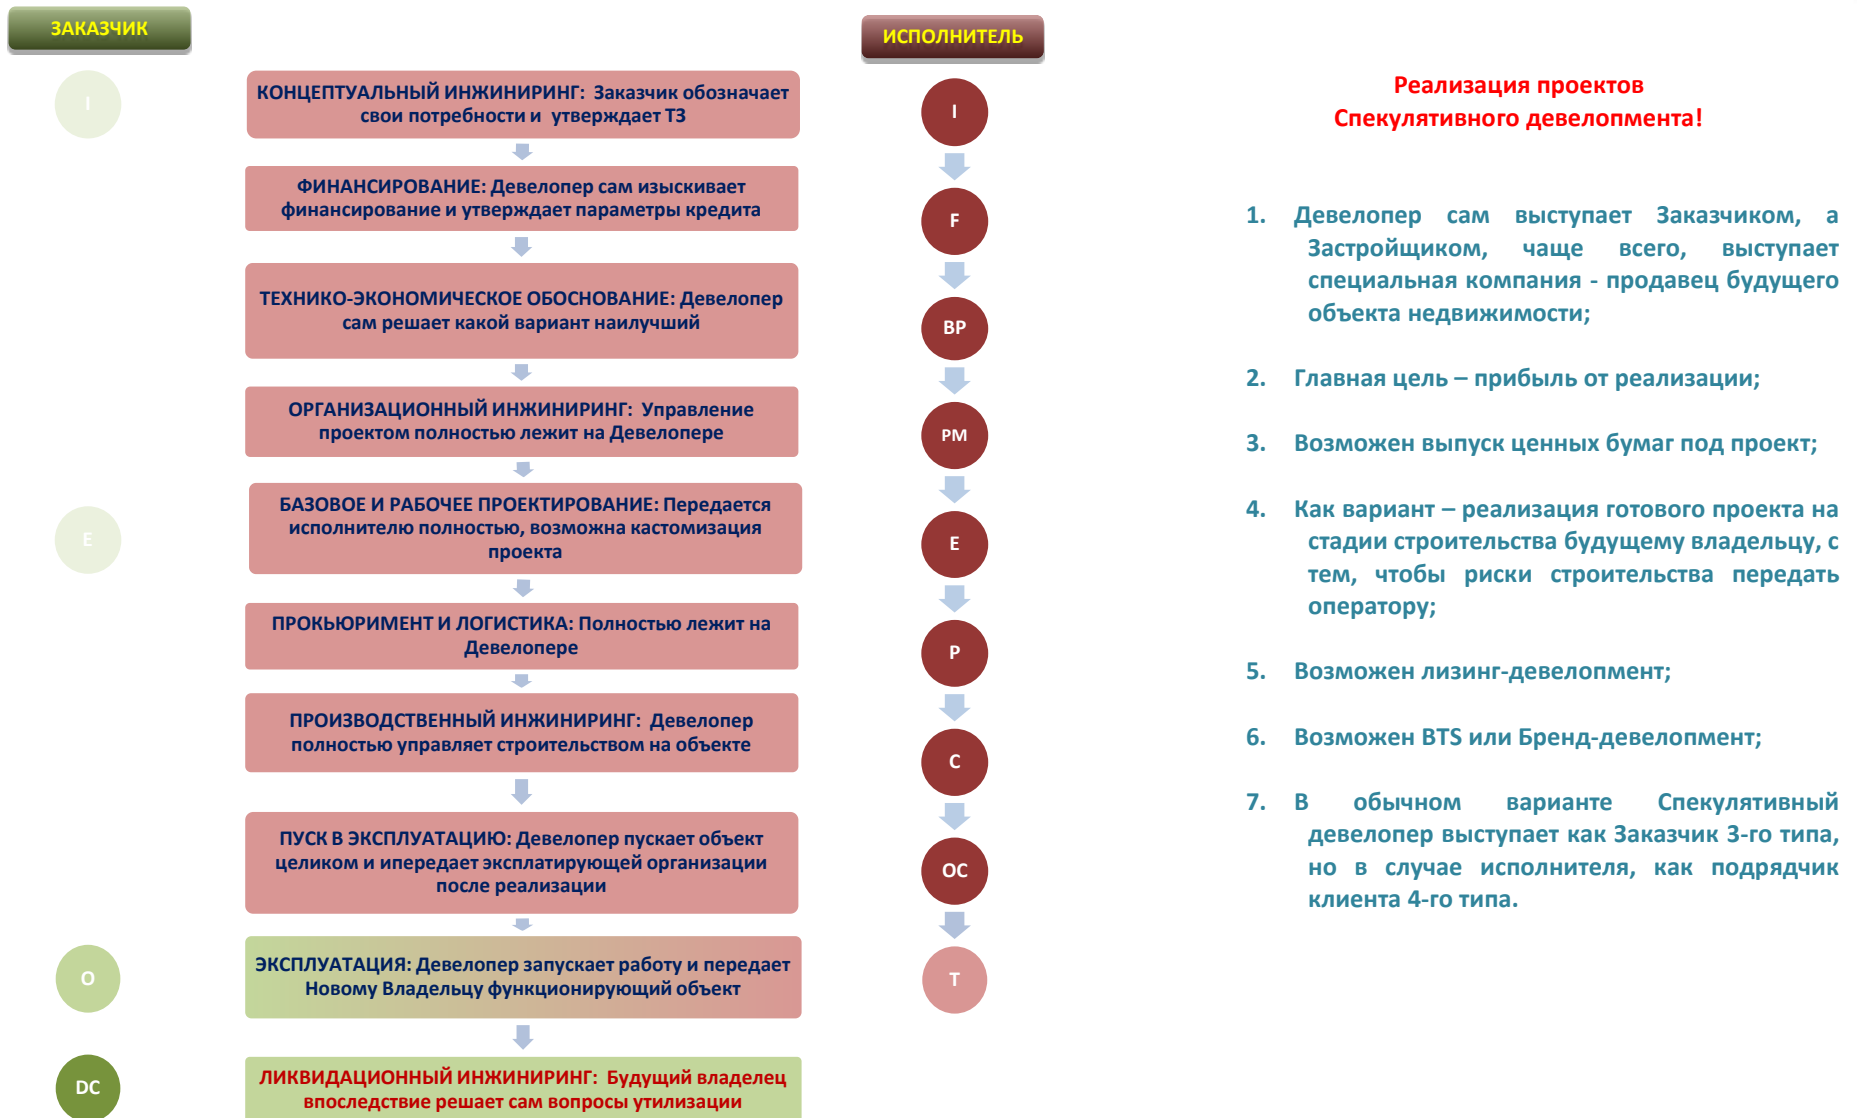 ЗАКАЗЧИК
I
E
O
DC
КОНЦЕПТУАЛЬНЫЙ ИНЖИНИРИНГ: Заказчик обозначает
свои потребности и утверждает ТЗ
ФИНАНСИРОВАНИЕ: Девелопер сам изыскивает
финансирование и утверждает параметры кредита
ТЕХНИКО-ЭКОНОМИЧЕСКОЕ ОБОСНОВАНИЕ: Девелопер
сам решает какой вариант наилучший
ОРГАНИЗАЦИОННЫЙ ИНЖИНИРИНГ: Управление
проектом полностью лежит на Девелопере
БАЗОВОЕ И РАБОЧЕЕ ПРОЕКТИРОВАНИЕ: Передается
исполнителю полностью, возможна кастомизация
проекта
ПРОКЬЮРИМЕНТ И ЛОГИСТИКА: Полностью лежит на
Девелопере
ПРОИЗВОДСТВЕННЫЙ ИНЖИНИРИНГ: Девелопер
полностью управляет строительством на объекте
ПУСК В ЭКСПЛУАТАЦИЮ: Девелопер пускает объект
целиком и ипередает эксплатирующей организации
после реализации
ЭКСПЛУАТАЦИЯ: Девелопер запускает работу и передает
Новому Владельцу функционирующий объект
ЛИКВИДАЦИОННЫЙ ИНЖИНИРИНГ: Будущий владелец
впоследствие решает сам вопросы утилизации
ИСПОЛНИТЕЛЬ
I
F
BP
PM
E
P
C
OC
T
Реализация проектов
Спекулятивного девелопмента!
1. Девелопер сам выступает Заказчиком, а
Застройщиком, чаще всего, выступает
специальная компания - продавец будущего
объекта недвижимости;
2. Главная цель – прибыль от реализации;
3. Возможен выпуск ценных бумаг под проект;
4. Как вариант – реализация готового проекта на
стадии строительства будущему владельцу, с
тем, чтобы риски строительства передать
оператору;
5. Возможен лизинг-девелопмент;
6. Возможен BTS или Бренд-девелопмент;
7. В обычном варианте Спекулятивный
девелопер выступает как Заказчик 3-го типа,
но в случае исполнителя, как подрядчик
клиента 4-го типа.